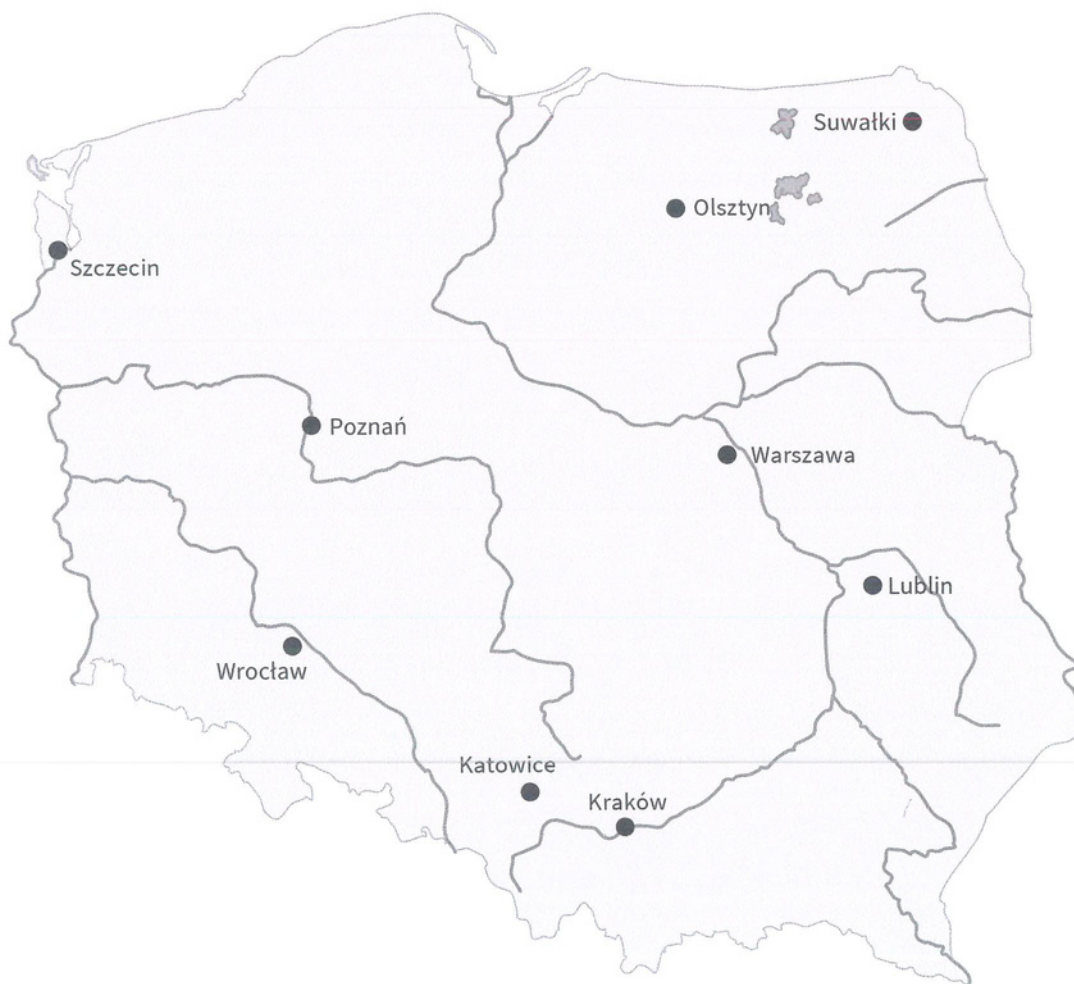 Suwałki
Olsztyn
Szczecin
Poznań
Warszawa
Lublin
Wrocław
Katowice
Kraków